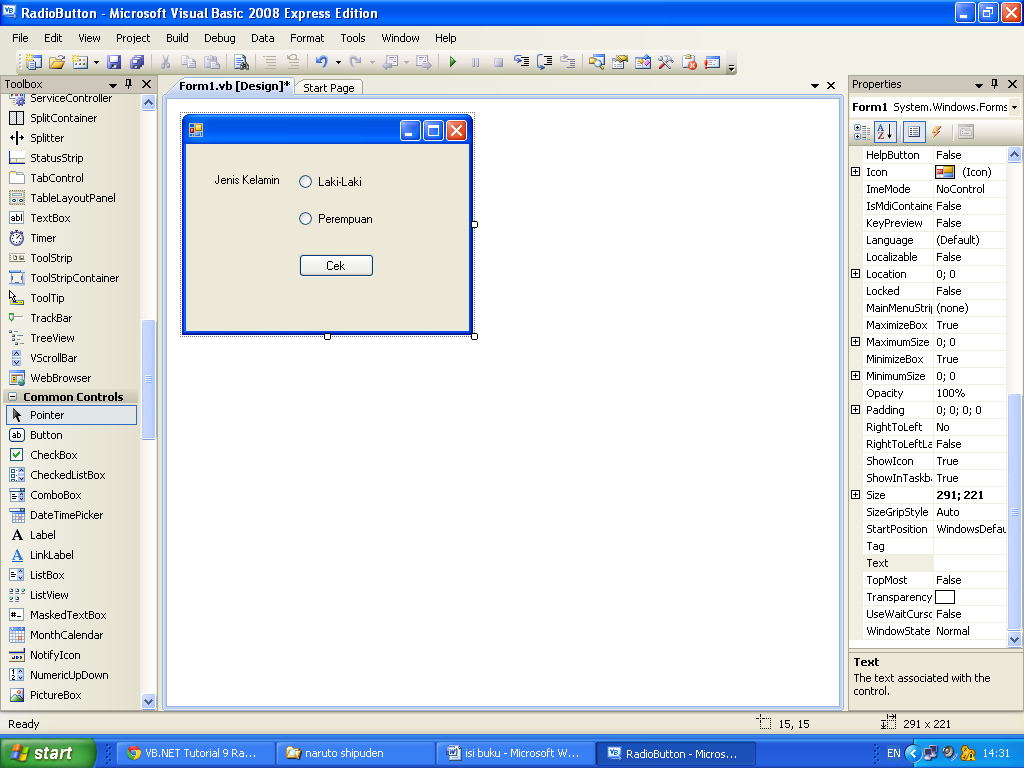 RadioButton - Microsoft Visual Basic 2008 Express Edition
File Edit View Project Build Debug Data Format Tools Window Help
Toolbox
ServiceController
SplitContainer
Splitter
StatusStrip
TabControl
TableLayoutPanel
TextBox
Timer
ToolStrip
ToolStripContainer
ToolTip
TrackBar
TreeView
VScrollBar
WebBrowser
Common Controls
Pointer
Button
CheckBox
CheckedListBox
ComboBox
DateTimePicker
Label
LinkLabel
ListBox
ListView
MaskedTextBox
MonthCalendar
NotifyIcon
NumericUpDown
PictureBox
Form1.vb [Design]* Start Page
Jenis Kelamin Laki-Laki
Perempuan
Cek
Properties
Form1 System.Windows.Forms
HelpButton False
Icon (Icon)
ImeMode NoControl
IsMdiContaine False
KeyPreview False
Language (Default)
Localizable False
Location 0; 0
Locked False
MainMenuStrip (none)
MaximizeBox True
MaximumSize 0; 0
MinimizeBox True
MinimumSize 0; 0
Opacity 100%
Padding 0; 0; 0; 0
RightToLeft No
RightToLeftLa False
ShowIcon True
ShowInTaskba True
Size 291; 221
SizeGripStyle Auto
StartPosition WindowsDefau
Tag
Text
TopMost False
Transparency
UseWaitCurso False
WindowState Normal
Text
The text associated with the
control.
Ready 15, 15 291 x 221
start VB.NET Tutorial 9 Ra... naruto shipuden isi buku - Microsoft W... RadioButton - Micros... EN 14:31